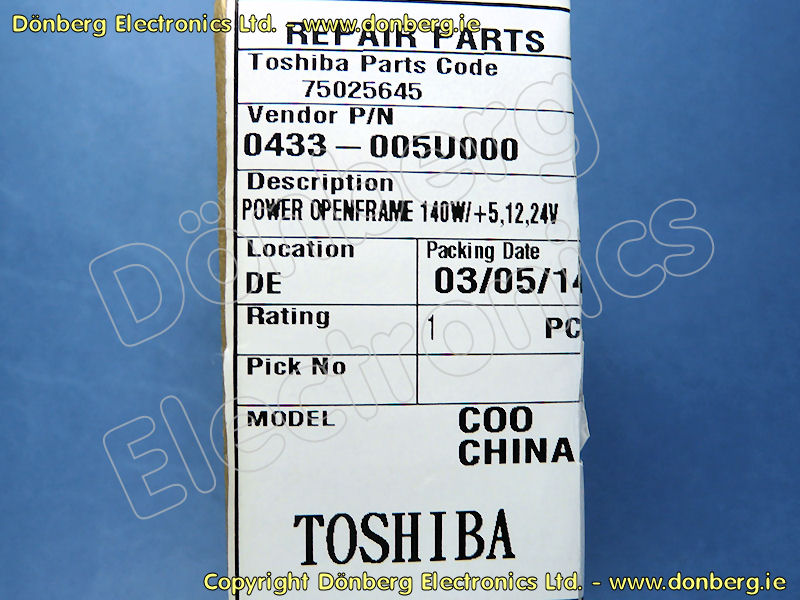 Dönberg Electronics Ltd. - www.donberg.ie
REPAIR PARTS
Toshiba Parts Code
75025645
Vendor P/N
0433-005U000
Description
POWER OPENFRAME 140W/+5,12,24V
Location
Packing Date
DE
03/05/14
Rating
1 PC
Pick No
MODEL
COO
CHINA
TOSHIBA
Dönberg
Electronics
Copyright Dönberg Electronics Ltd. - www.donberg.ie